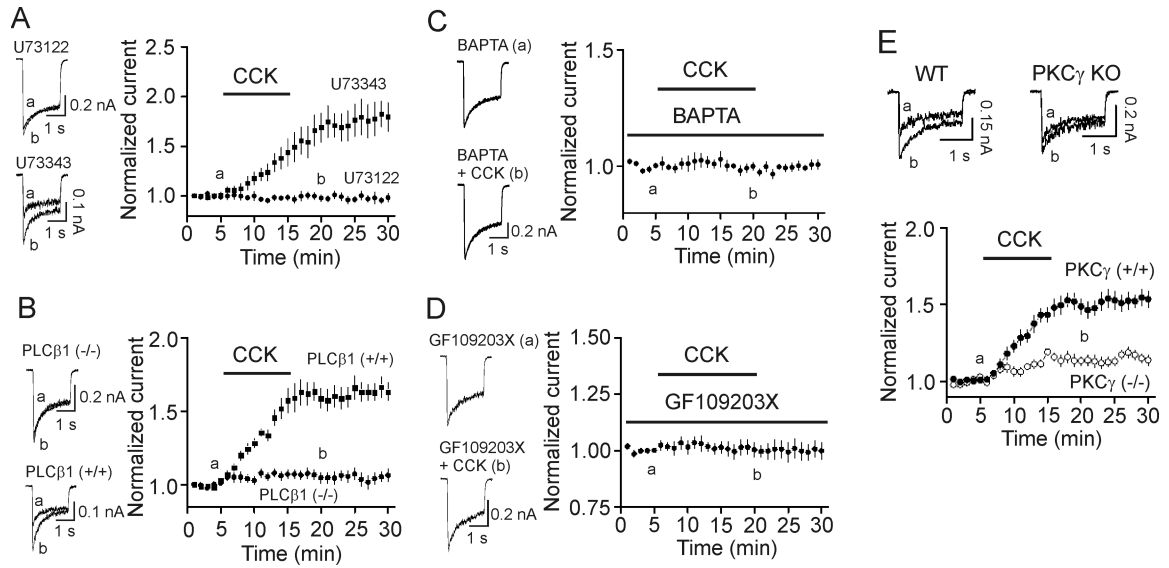 A
U73122
a
b
0.2 nA
1 s
U73343
a
b
0.1 nA
1 s
Normalized current
2.5
2.0
1.5
1.0
CCK
U73343
a
b
U73122
0 5 10 15 20 25 30
Time (min)
B
PLCβ1 (-/-)
a
b
0.2 nA
1 s
PLCβ1 (+/+)
a
b
0.1 nA
1 s
Normalized current
2.0
1.5
1.0
CCK
PLCβ1 (+/+)
a
b
PLCβ1 (-/-)
0 5 10 15 20 25 30
Time (min)
C
BAPTA (a)
BAPTA
+ CCK (b)
0.2 nA
1 s
Normalized current
1.5
1.0
CCK
BAPTA
a
b
0 5 10 15 20 25 30
Time (min)
D
GF109203X (a)
GF109203X
+ CCK (b)
0.2 nA
1 s
Normalized current
1.50
1.25
1.00
0.75
CCK
GF109203X
a
b
0 5 10 15 20 25 30
Time (min)
E
WT
a
b
0.15 nA
1 s
PKCγ KO
a
b
0.2 nA
1 s
Normalized current
2.0
1.5
1.0
CCK
PKCγ (+/+)
a
b
PKCγ (-/-)
0 5 10 15 20 25 30
Time (min)